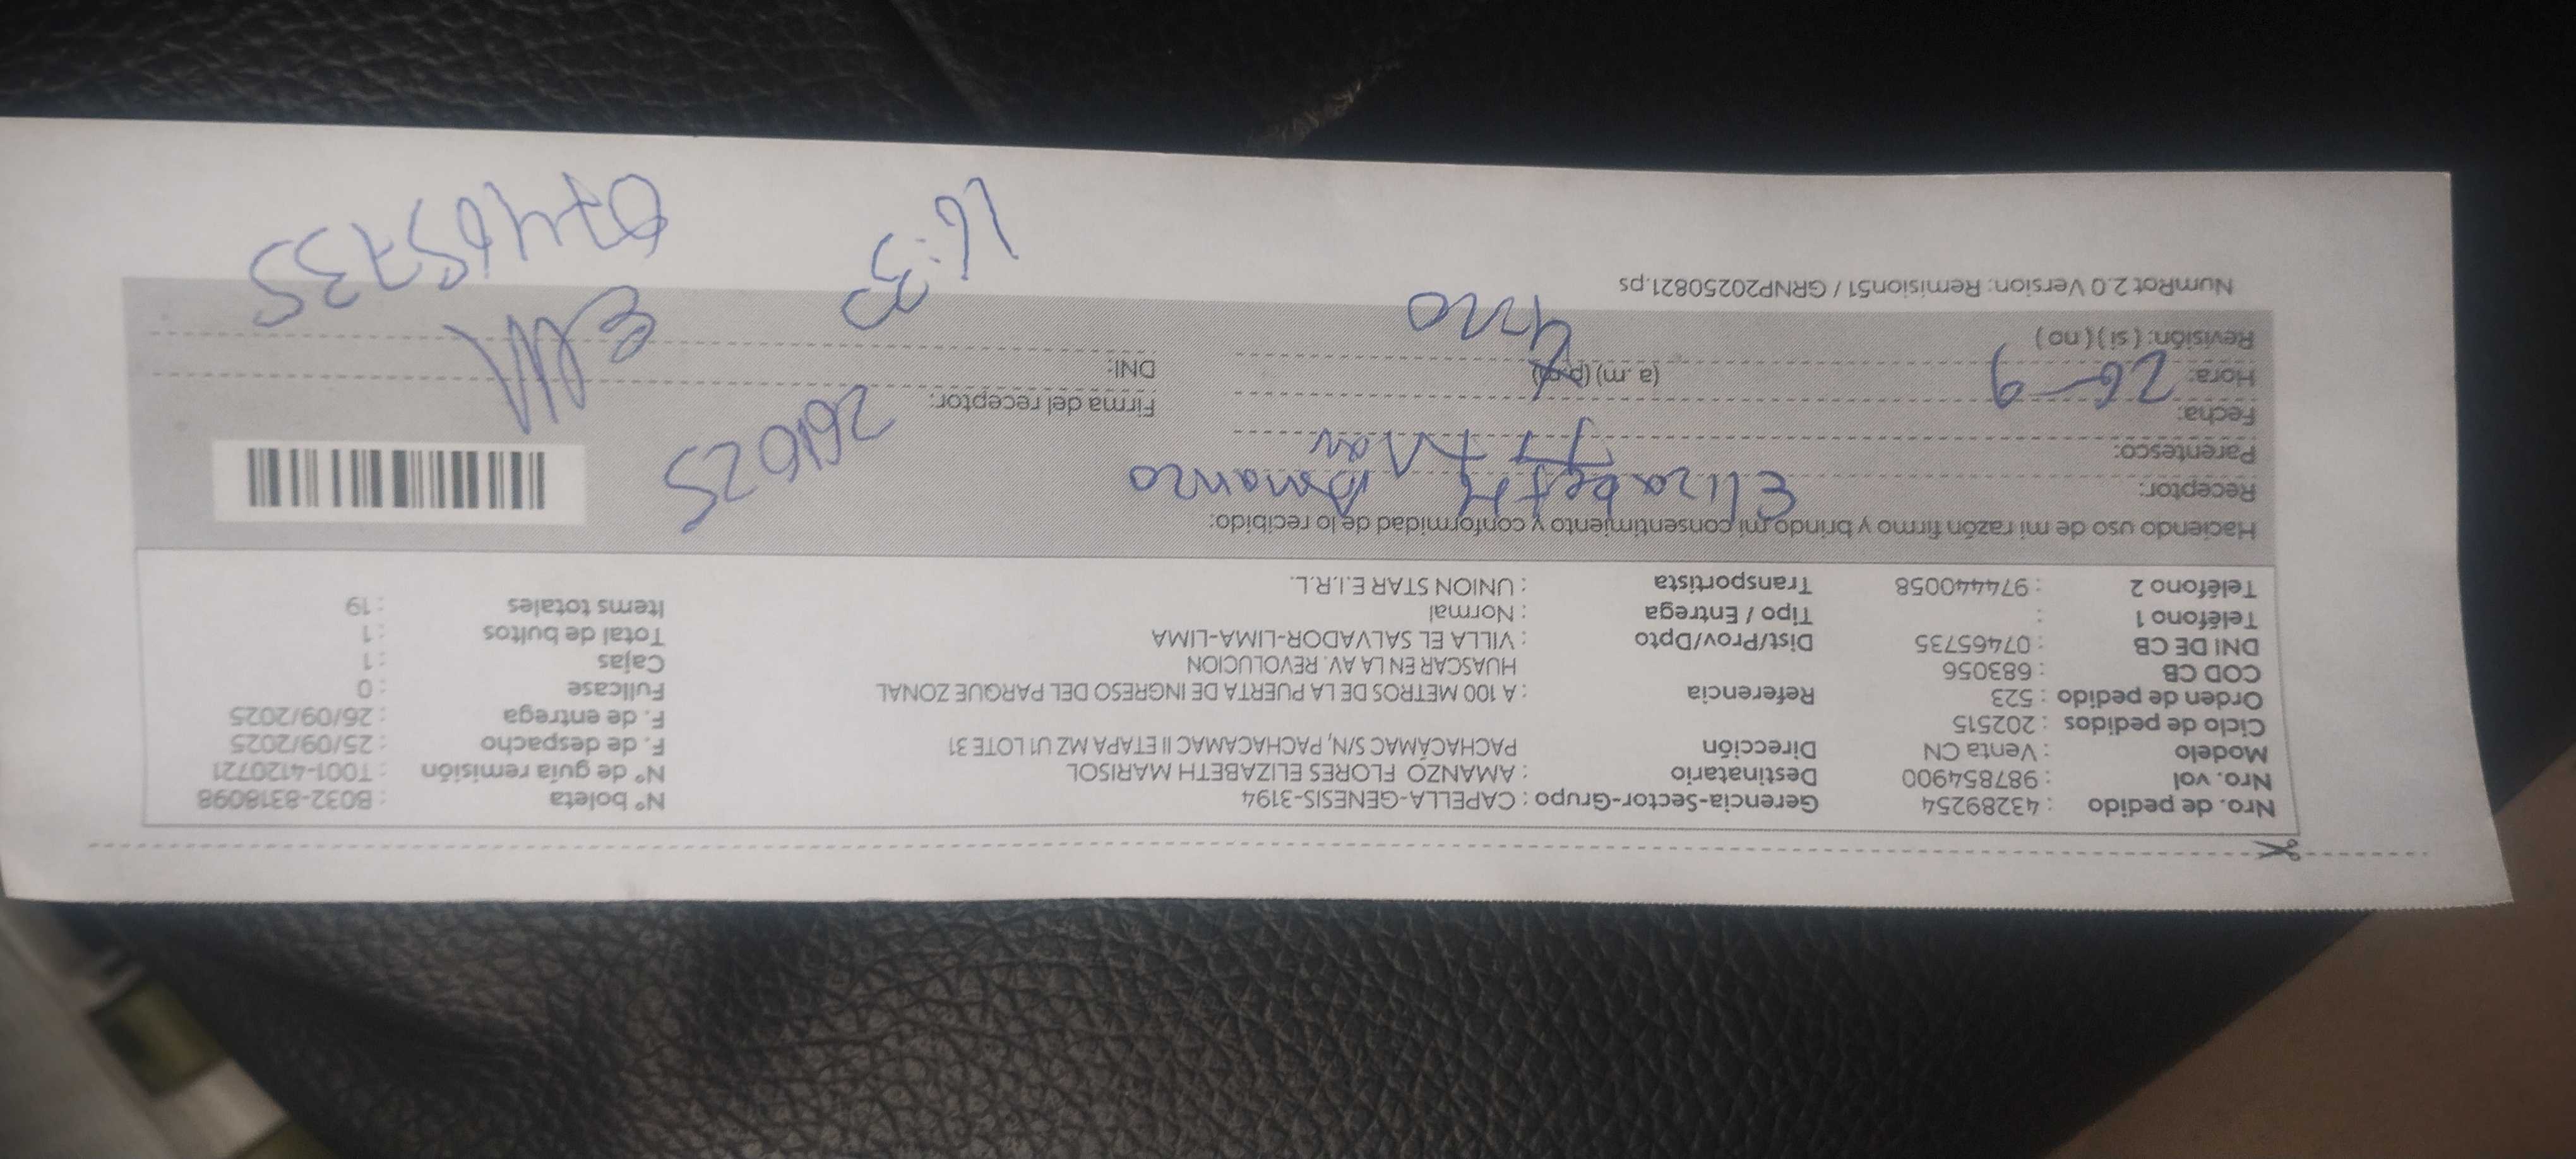 Nro. de pedido : 43289254 Gerencia-Sector-Grupo : CAPELLA-GENESIS-3194 N° boleta : B032-8318098
Nro. vol : 987854900 Destinatario : AMANZO FLORES ELIZABETH MARISOL N° de guía remisión : T001-4120721
Modelo : Venta CN Dirección PACHACÁMAC S/N, PACHACAMAC II ETAPA MZ U1 LOTE 31 F. de despacho : 25/09/2025
Ciclo de pedidos : 202515 F. de entrega : 26/09/2025
Orden de pedido : 523 Referencia : A 100 METROS DE LA PUERTA DE INGRESO DEL PARQUE ZONAL Fullcase : 0
COD CB : 683056 HUASCAR EN LA AV. REVOLUCION Cajas : 1
DNI DE CB : 07465735 Dist/Prov/Dpto : VILLA EL SALVADOR-LIMA-LIMA Total de bultos : 1
Teléfono 1 : Tipo / Entrega : Normal Items totales : 19
Teléfono 2 : 974440058 Transportista : UNION STAR E.I.R.L.
Haciendo uso de mi razón firmo y brindo mi consentimiento y conformidad de lo recibido:
Receptor: Elizabeth Amanzo
Parentesco:
Fecha: 26-9 Firma del receptor:
Hora: (a.m) (p.m) DNI:
Revisión: ( si ) ( no )
NumRot 2.0 Version: Remision51 / GRNP20250821.ps
16:33
07465735